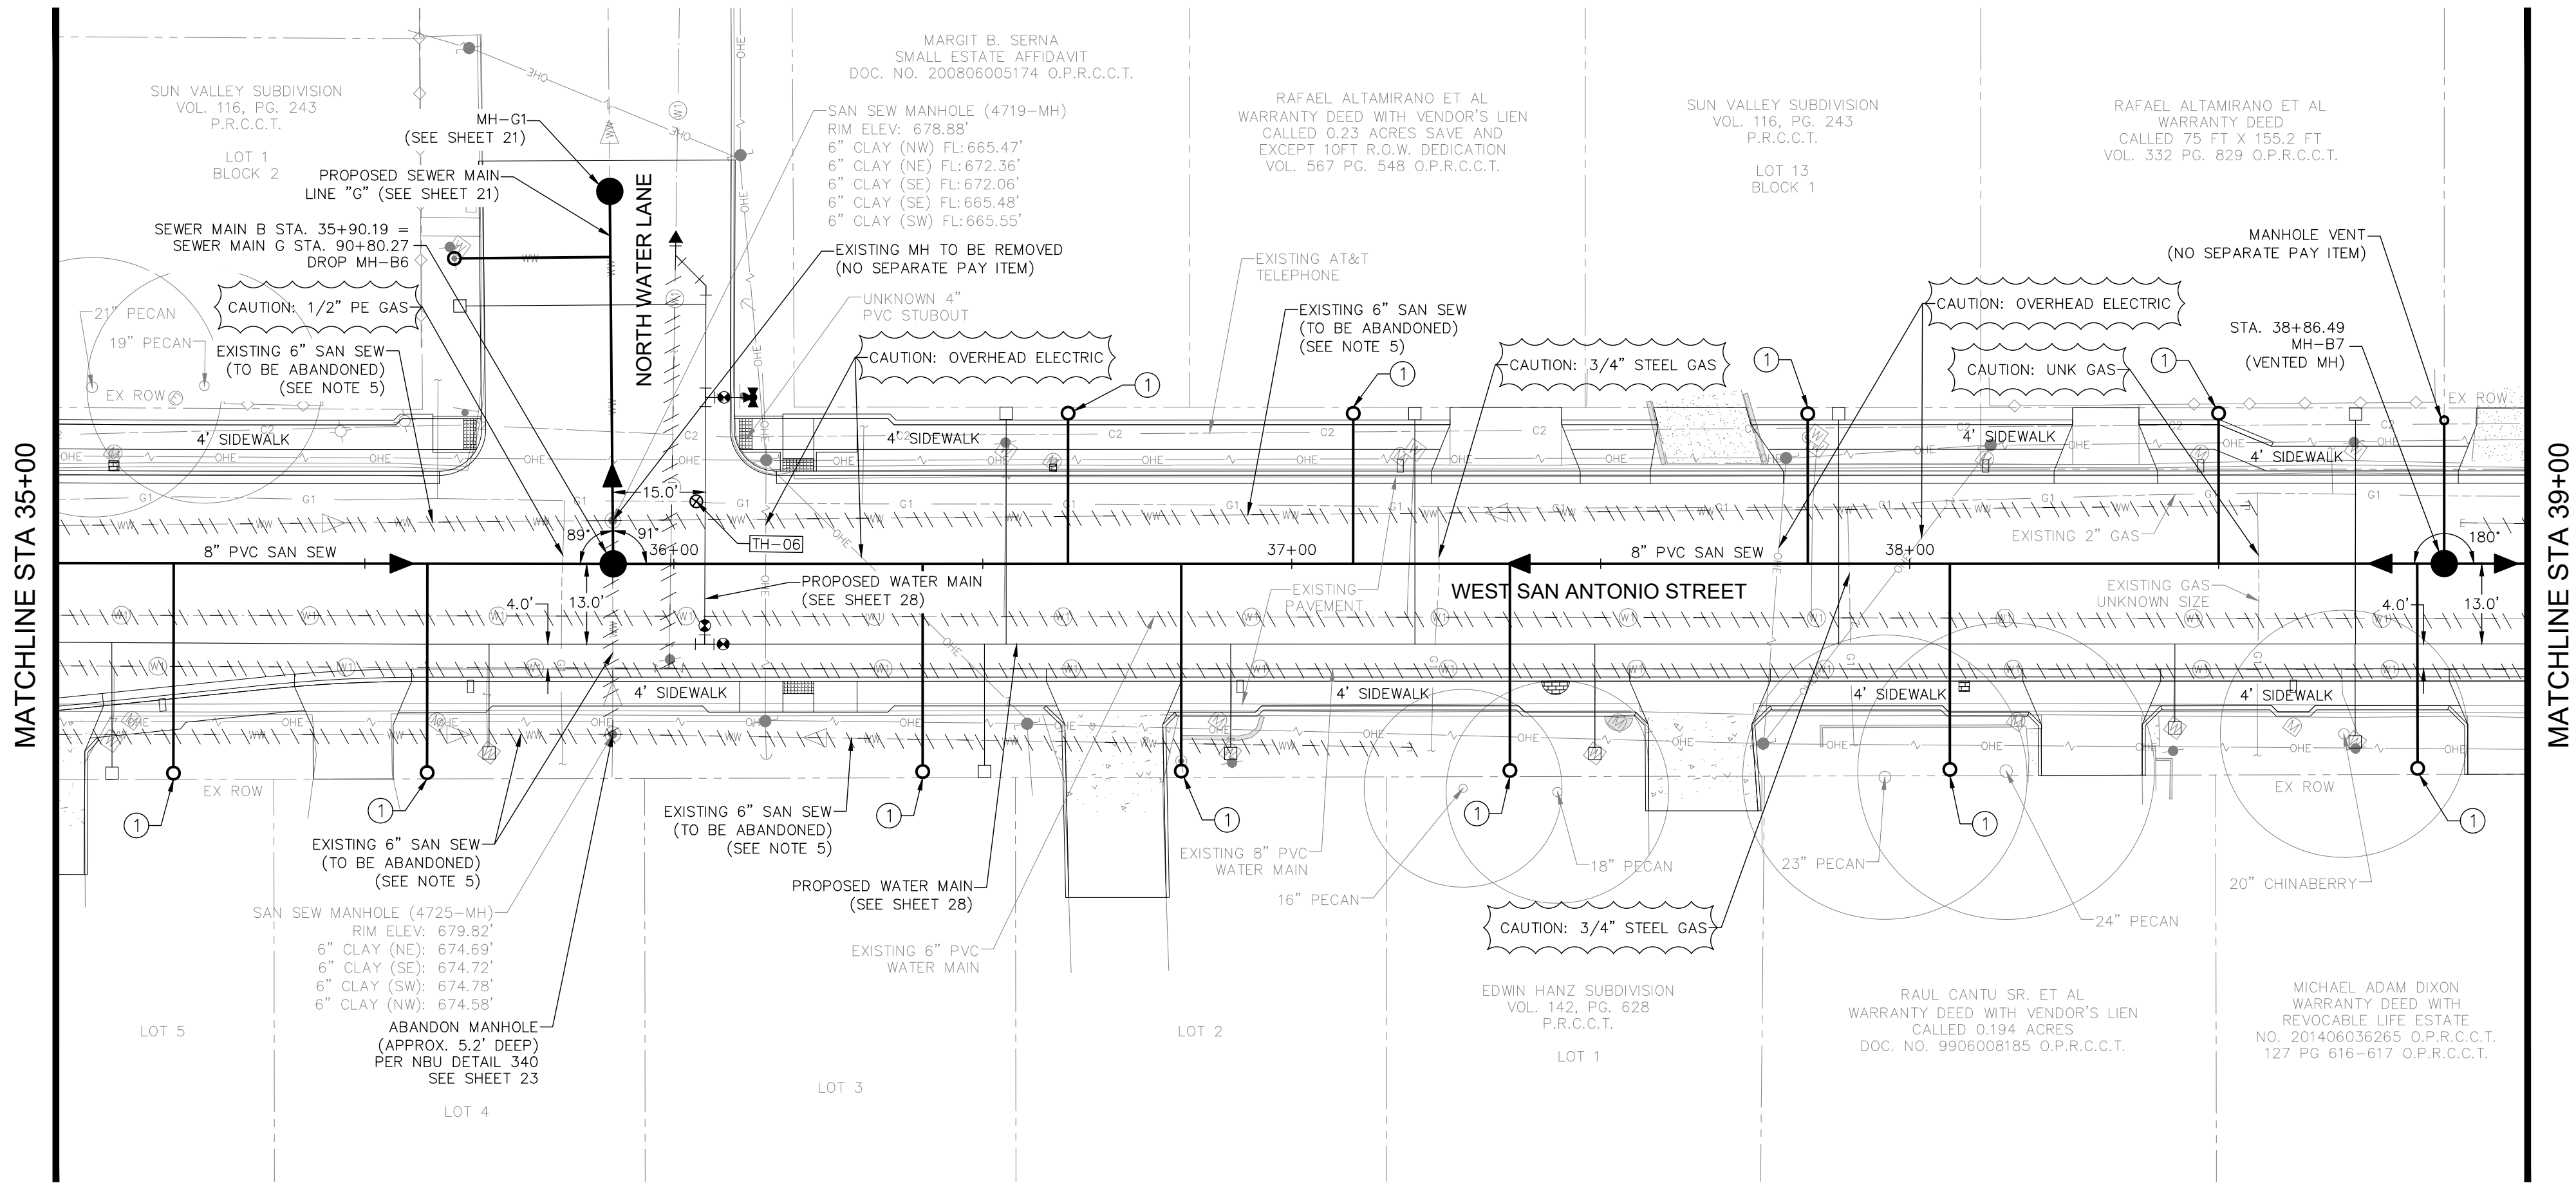 MATCHLINE STA 35+00
SUN VALLEY SUBDIVISION
VOL. 116, PG. 243
P.R.C.C.T.
LOT 1
BLOCK 2
MH-G1
(SEE SHEET 21)
PROPOSED SEWER MAIN
LINE "G" (SEE SHEET 21)
SEWER MAIN B STA. 35+90.19 =
SEWER MAIN G STA. 90+80.27
DROP MH-B6
CAUTION: 1/2" PE GAS
21" PECAN
19" PECAN
EXISTING 6" SAN SEW
(TO BE ABANDONED)
(SEE NOTE 5)
EX ROW
NORTH WATER LANE
MARGIT B. SERNA
SMALL ESTATE AFFIDAVIT
DOC. NO. 200806005174 O.P.R.C.C.T.
SAN SEW MANHOLE (4719-MH)
RIM ELEV: 678.88'
6" CLAY (NW) FL:665.47'
6" CLAY (NE) FL:672.36'
6" CLAY (SE) FL:672.06'
6" CLAY (SE) FL:665.48'
6" CLAY (SW) FL:665.55'
EXISTING MH TO BE REMOVED
(NO SEPARATE PAY ITEM)
UNKNOWN 4"
PVC STUBOUT
CAUTION: OVERHEAD ELECTRIC
RAFAEL ALTAMIRANO ET AL
WARRANTY DEED WITH VENDOR'S LIEN
CALLED 0.23 ACRES SAVE AND
EXCEPT 10FT R.O.W. DEDICATION
VOL. 567 PG. 548 O.P.R.C.C.T.
EXISTING AT&T
TELEPHONE
EXISTING 6" SAN SEW
(TO BE ABANDONED)
(SEE NOTE 5)
CAUTION: 3/4" STEEL GAS
SUN VALLEY SUBDIVISION
VOL. 116, PG. 243
P.R.C.C.T.
LOT 13
BLOCK 1
RAFAEL ALTAMIRANO ET AL
WARRANTY DEED
CALLED 75 FT X 155.2 FT
VOL. 332 PG. 829 O.P.R.C.C.T.
MANHOLE VENT
(NO SEPARATE PAY ITEM)
CAUTION: OVERHEAD ELECTRIC
CAUTION: UNK GAS
STA. 38+86.49
MH-B7
(VENTED MH)
EX ROW
1
1
1
1
4' SIDEWALK
4' SIDEWALK
4' SIDEWALK
4' SIDEWALK
15.0'
89°
91°
TH-06
EXISTING 2" GAS
180°
8" PVC SAN SEW
36+00
37+00
8" PVC SAN SEW
38+00
WEST SAN ANTONIO STREET
4.0'
13.0'
PROPOSED WATER MAIN
(SEE SHEET 28)
EXISTING
PAVEMENT
EXISTING GAS
UNKNOWN SIZE
4.0'
13.0'
4' SIDEWALK
4' SIDEWALK
4' SIDEWALK
4' SIDEWALK
EX ROW
EX ROW
1
1
1
1
1
1
1
EXISTING 6" SAN SEW
(TO BE ABANDONED)
(SEE NOTE 5)
EXISTING 6" SAN SEW
(TO BE ABANDONED)
(SEE NOTE 5)
PROPOSED WATER MAIN
(SEE SHEET 28)
EXISTING 6" PVC
WATER MAIN
EXISTING 8" PVC
WATER MAIN
16" PECAN
18" PECAN
23" PECAN
24" PECAN
20" CHINABERRY
CAUTION: 3/4" STEEL GAS
SAN SEW MANHOLE (4725-MH)
RIM ELEV: 679.82'
6" CLAY (NE): 674.69'
6" CLAY (SE): 674.72'
6" CLAY (SW): 674.78'
6" CLAY (NW): 674.58'
ABANDON MANHOLE
(APPROX. 5.2' DEEP)
PER NBU DETAIL 340
SEE SHEET 23
LOT 5
LOT 4
LOT 3
LOT 2
EDWIN HANZ SUBDIVISION
VOL. 142, PG. 628
P.R.C.C.T.
LOT 1
RAUL CANTU SR. ET AL
WARRANTY DEED WITH VENDOR'S LIEN
CALLED 0.194 ACRES
DOC. NO. 9906008185 O.P.R.C.C.T.
MICHAEL ADAM DIXON
WARRANTY DEED WITH
REVOCABLE LIFE ESTATE
NO. 201406036265 O.P.R.C.C.T.
127 PG 616-617 O.P.R.C.C.T.
MATCHLINE STA 39+00